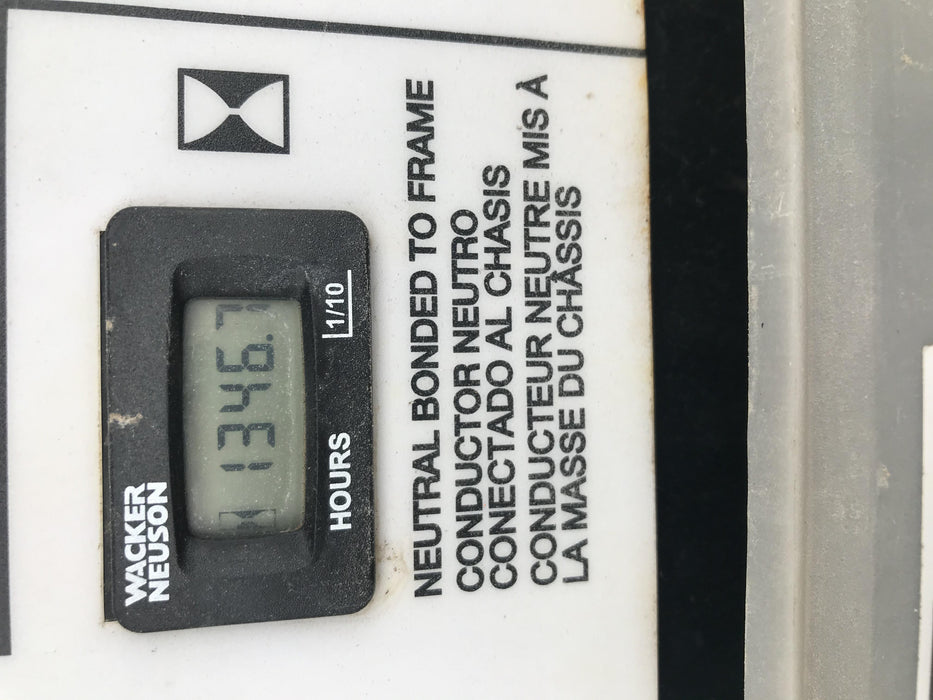 WACKER
NEUSON
1346.7
HOURS 1/10
NEUTRAL BONDED TO FRAME
CONDUCTOR NEUTRO
CONECTADO AL CHASIS
CONDUCTEUR NEUTRE MIS À
LA MASSE DU CHÂSSIS